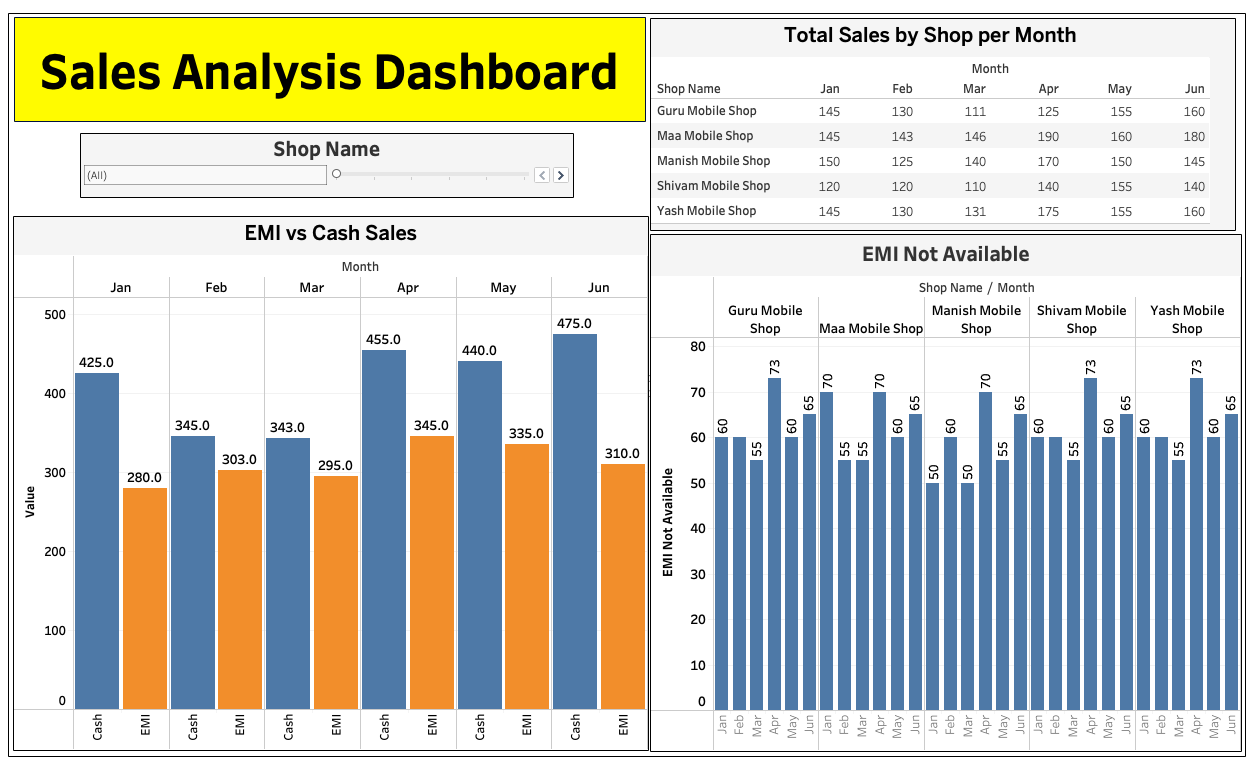 Sales Analysis Dashboard
Shop Name
(All)
Total Sales by Shop per Month
Month
Shop Name Jan Feb Mar Apr May Jun
Guru Mobile Shop 145 130 111 125 155 160
Maa Mobile Shop 145 143 146 190 160 180
Manish Mobile Shop 150 125 140 170 150 145
Shivam Mobile Shop 120 120 110 140 155 140
Yash Mobile Shop 145 130 131 175 155 160
EMI vs Cash Sales
Month
Jan Feb Mar Apr May Jun
Value
500
400
300
200
100
0
425.0 280.0 345.0 303.0 343.0 295.0 455.0 345.0 440.0 335.0 475.0 310.0
Cash EMI Cash EMI Cash EMI Cash EMI Cash EMI Cash EMI
EMI Not Available
Shop Name / Month
Guru Mobile
Shop
Maa Mobile Shop
Manish Mobile
Shop
Shivam Mobile
Shop
Yash Mobile
Shop
EMI Not Available
80
70
60
50
40
30
20
10
0
60 55 73 60 65 70 55 55 70 60 65 50 60 50 70 55 65 60 55 73 60 65 60 55 73 60 65
Jan Feb Mar Apr May Jun Jan Feb Mar Apr May Jun Jan Feb Mar Apr May Jun Jan Feb Mar Apr May Jun Jan Feb Mar Apr May Jun